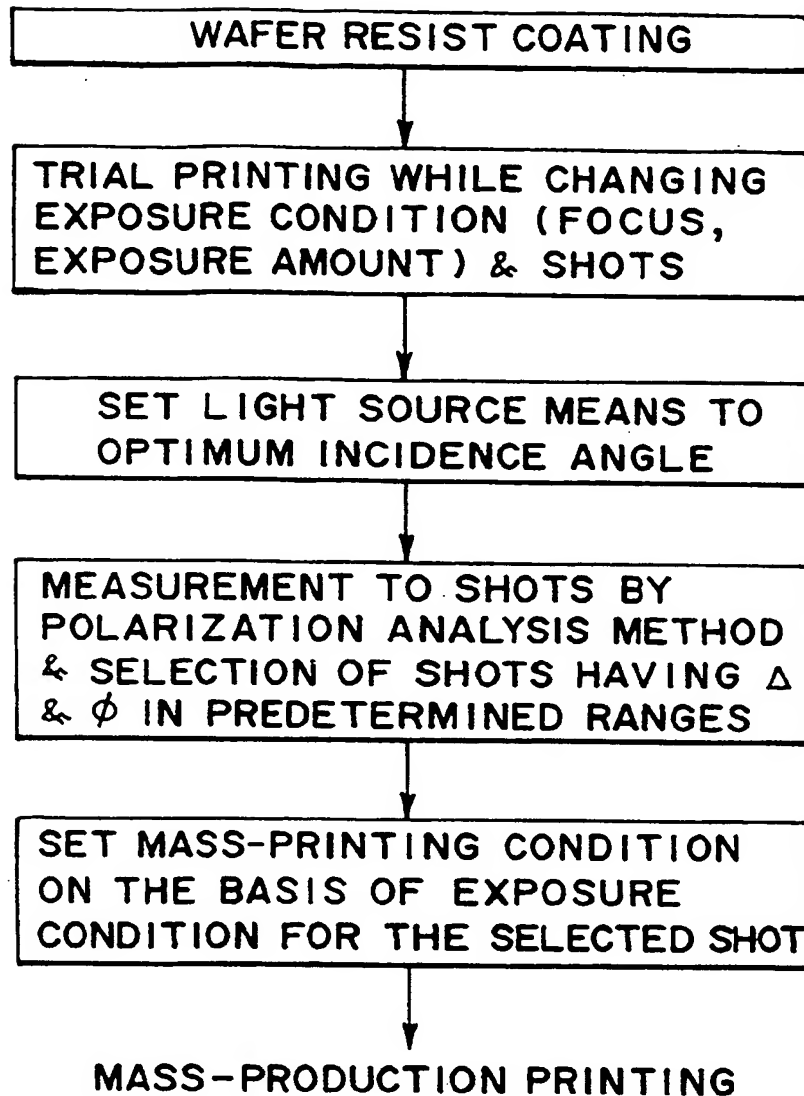 WAFER RESIST COATING
TRIAL PRINTING WHILE CHANGING
EXPOSURE CONDITION (FOCUS,
EXPOSURE AMOUNT) & SHOTS
SET LIGHT SOURCE MEANS TO
OPTIMUM INCIDENCE ANGLE
MEASUREMENT TO SHOTS BY
POLARIZATION ANALYSIS METHOD
& SELECTION OF SHOTS HAVING Δ
& ϕ IN PREDETERMINED RANGES
SET MASS-PRINTING CONDITION
ON THE BASIS OF EXPOSURE
CONDITION FOR THE SELECTED SHOT
MASS-PRODUCTION PRINTING